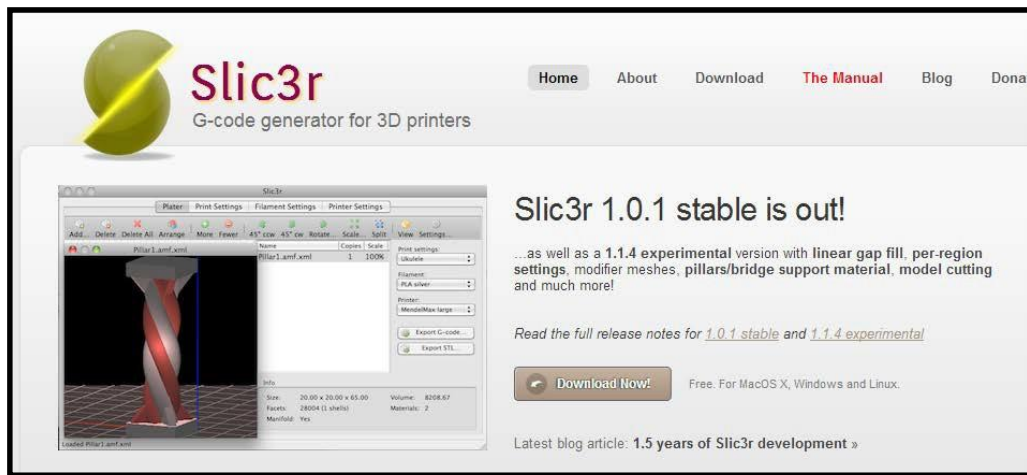 Slic3r
G-code generator for 3D printers
Home About Download The Manual Blog Dona
Slic3r
Plater Print Settings Filament Settings Printer Settings
Add... Delete Delete All Arrange More Fewer 45° ccw 45° cw Rotate... Scale... Split View Settings...
Pillar1.amf.xml
Name Copies Scale
Pillar1.amf.xml 1 100%
Print settings:
Ukulele
Filament:
PLA silver
Printer:
MendelMax large
Export G-code...
Export STL...
Info
Size: 20.00 x 20.00 x 65.00 Volume: 8208.67
Facets: 28004 (1 shells) Materials: 2
Manifold: Yes
Loaded Pillar1.amf.xml
Slic3r 1.0.1 stable is out!
...as well as a 1.1.4 experimental version with linear gap fill, per-region
settings, modifier meshes, pillars/bridge support material, model cutting
and much more!
Read the full release notes for 1.0.1 stable and 1.1.4 experimental
Download Now! Free. For MacOS X, Windows and Linux.
Latest blog article: 1.5 years of Slic3r development »